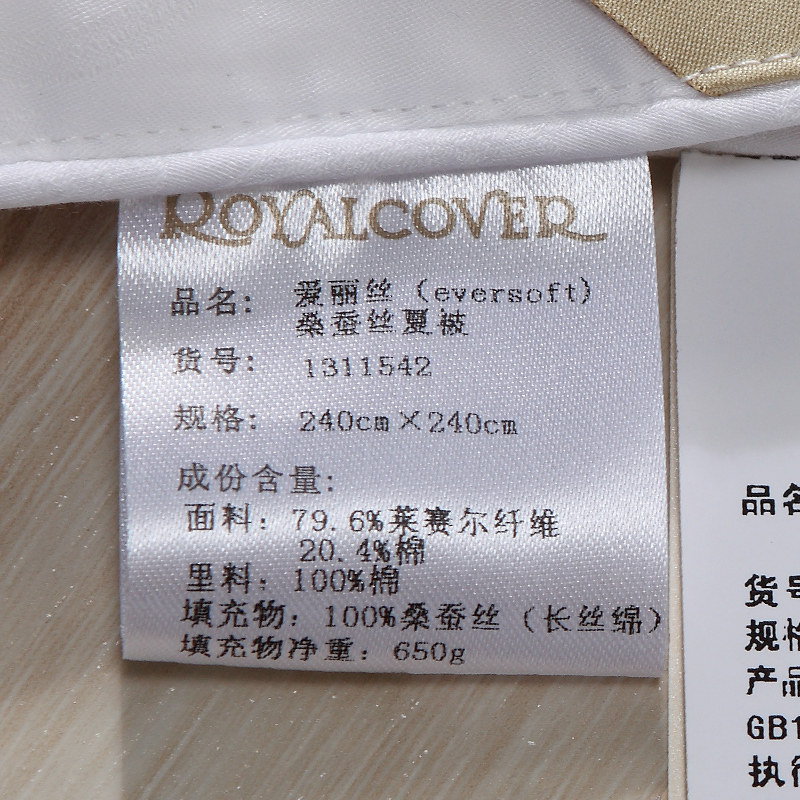 ROYALCOVER
品名: 爱丽丝 (eversoft)
桑蚕丝夏被
货号: 1311542
规格: 240cm×240cm
成份含量:
面料: 79.6%莱赛尔纤维
20.4%棉
里料: 100%棉
填充物: 100%桑蚕丝 (长丝绵)
填充物净重: 650g
品名
货号
规格
产品
GB1
执行